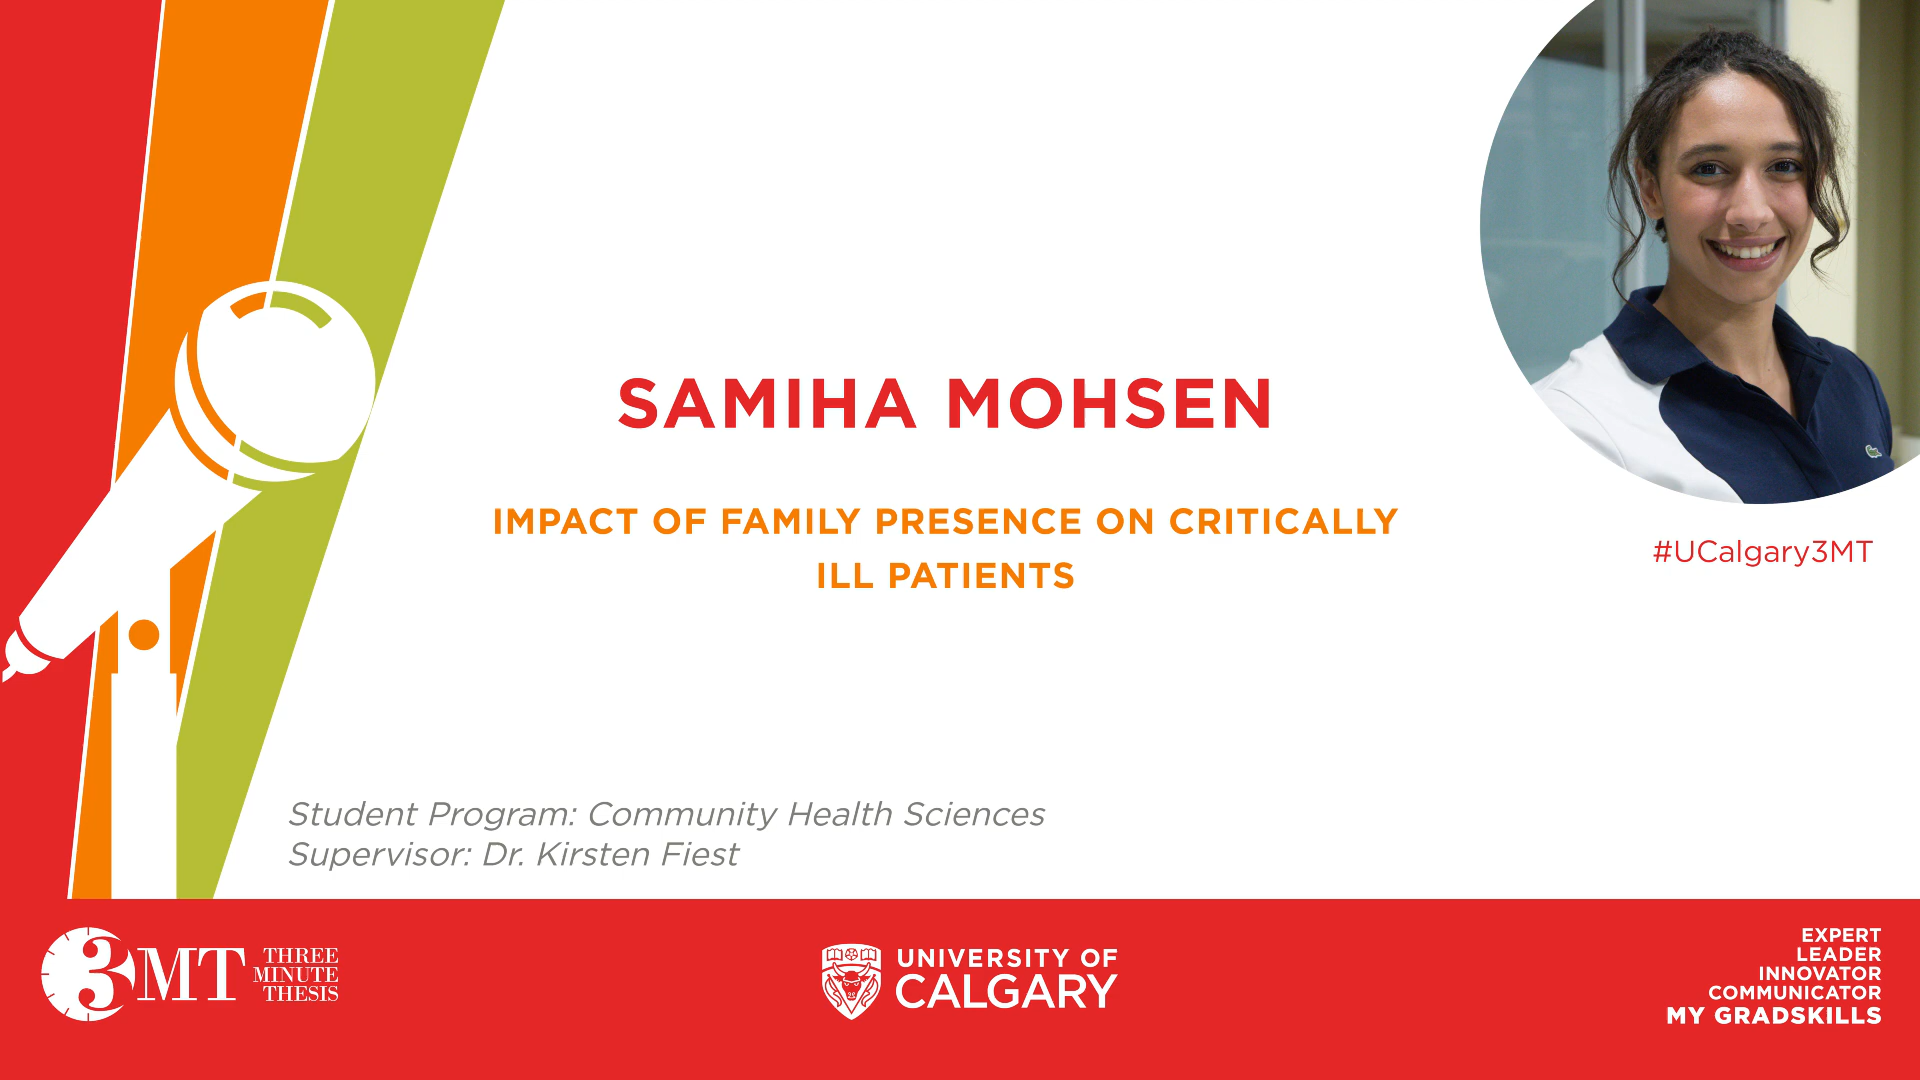 SAMIHA MOHSEN
IMPACT OF FAMILY PRESENCE ON CRITICALLY
ILL PATIENTS
#UCalgary3MT
Student Program: Community Health Sciences
Supervisor: Dr. Kirsten Fiest
3MT
THREE
MINUTE
THESIS
UNIVERSITY OF
CALGARY
EXPERT
LEADER
INNOVATOR
COMMUNICATOR
MY GRADSKILLS